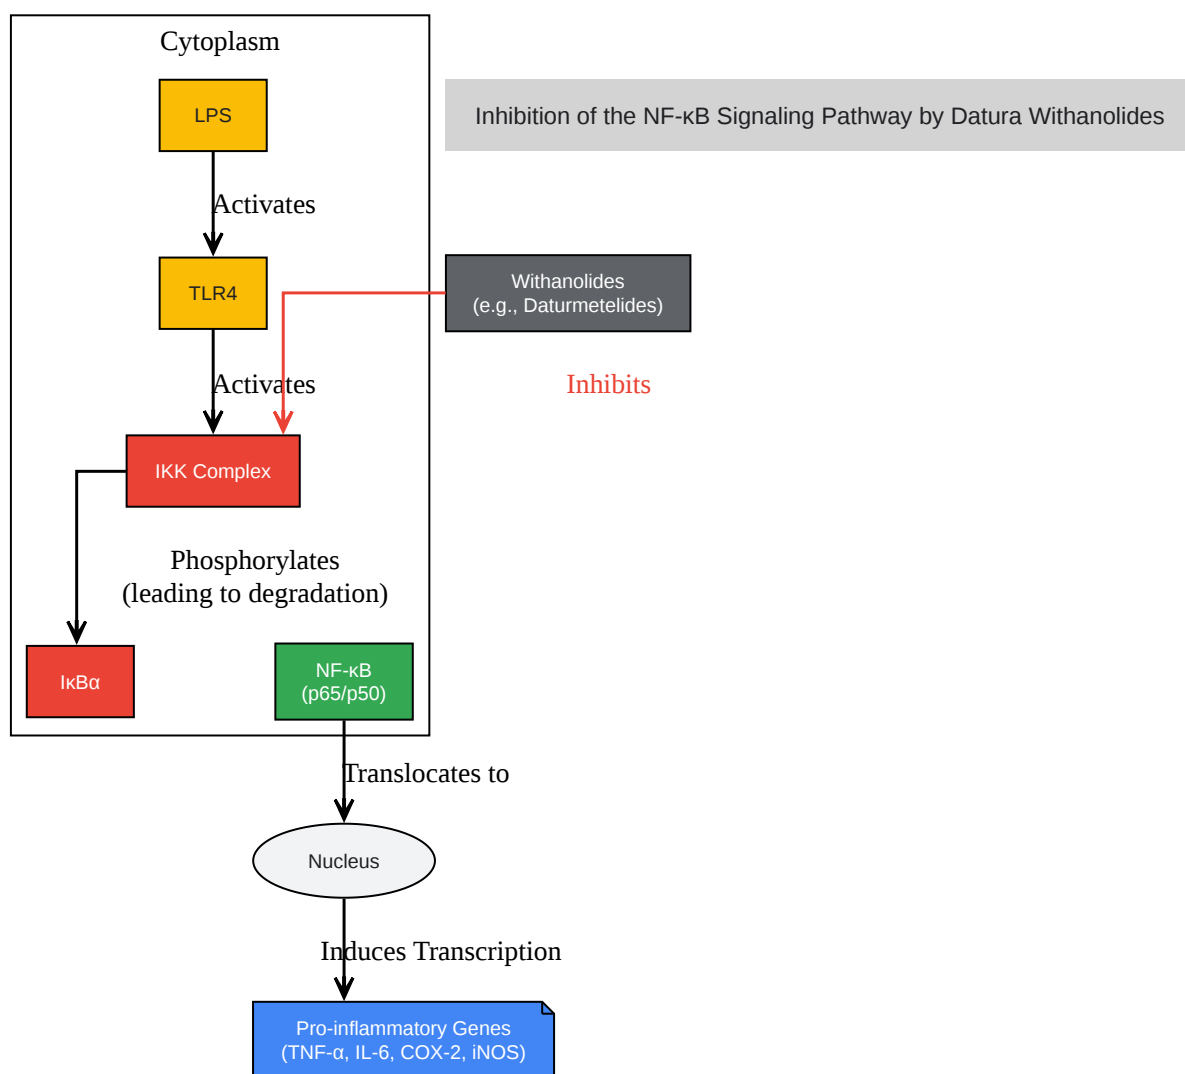 Cytoplasm
LPS
Inhibition of the NF-κB Signaling Pathway by Datura Withanolides
Activates
TLR4
Withanolides
(e.g., Daturmetelides)
Activates
Inhibits
IKK Complex
Phosphorylates
(leading to degradation)
IκBα
NF-κB
(p65/p50)
Translocates to
Nucleus
Induces Transcription
Pro-inflammatory Genes
(TNF-α, IL-6, COX-2, iNOS)